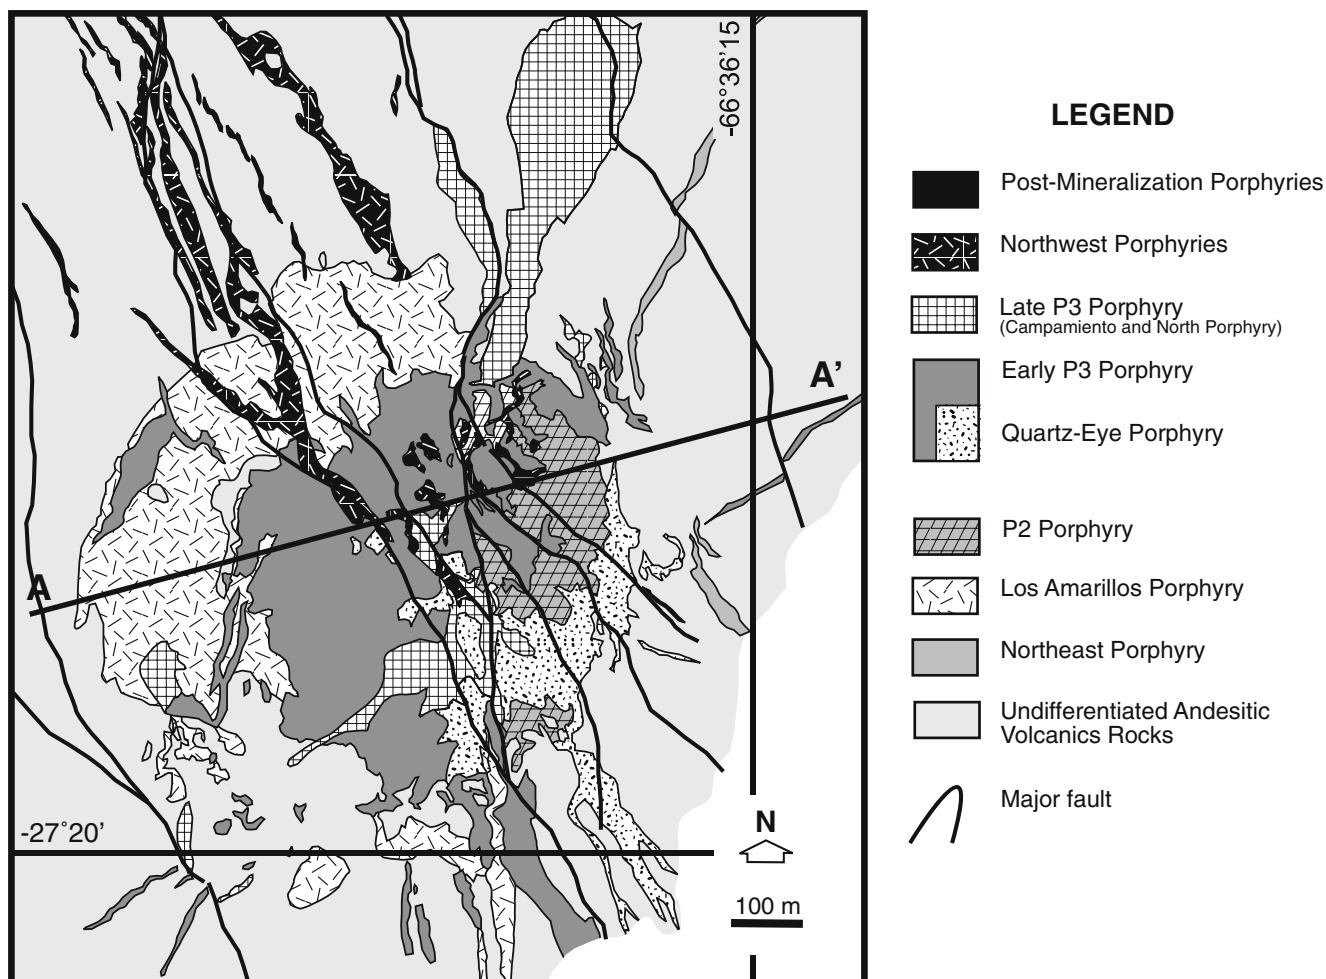 -66°36'15
A'
A
-27°20'
N
100 m
LEGEND
Post-Mineralization Porphyries
Northwest Porphyries
Late P3 Porphyry
(Campamiento and North Porphyry)
Early P3 Porphyry
Quartz-Eye Porphyry
P2 Porphyry
Los Amarillos Porphyry
Northeast Porphyry
Undifferentiated Andesitic
Volcanics Rocks
Major fault